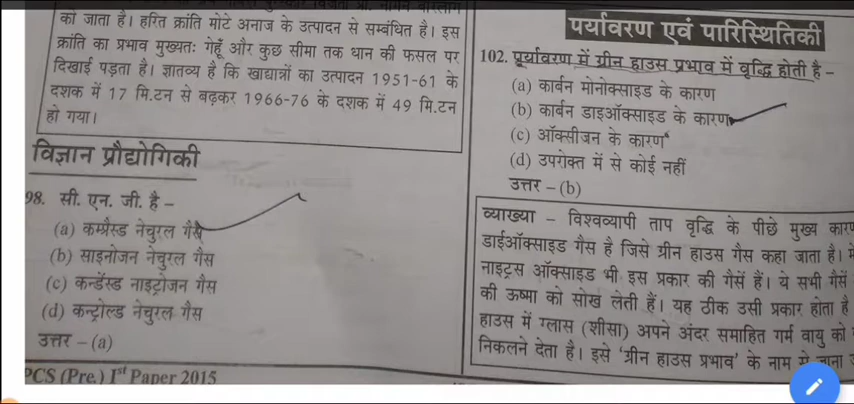 को जाता है। हरित क्रांति मोटे अनाज के उत्पादन से सम्बंधित है। इस
क्रांति का प्रभाव मुख्यतः गेहूँ और कुछ सीमा तक धान की फसल पर
दिखाई पड़ता है। ज्ञातव्य है कि खाद्यान्नों का उत्पादन 1951-61 के
दशक में 17 मि.टन से बढ़कर 1966-76 के दशक में 49 मि.टन
हो गया।
विज्ञान प्रौद्योगिकी
98. सी. एन. जी. है –
(a) कम्प्रैस्ड नेचुरल गैस
(b) साइनोजन नेचुरल गैस
(c) कन्डेंस्ड नाइट्रोजन गैस
(d) कन्ट्रोल्ड नेचुरल गैस
उत्तर – (a)
PCS (Pre.) Ist Paper 2015
पर्यावरण एवं पारिस्थितिकी
102. पर्यावरण में ग्रीन हाउस प्रभाव में वृद्धि होती है –
(a) कार्बन मोनोक्साइड के कारण
(b) कार्बन डाइऑक्साइड के कारण
(c) ऑक्सीजन के कारण
(d) उपरोक्त में से कोई नहीं
उत्तर – (b)
व्याख्या – विश्वव्यापी ताप वृद्धि के पीछे मुख्य
डाईऑक्साइड गैस है जिसे ग्रीन हाउस गैस कहा जाता है।
नाइट्रस ऑक्साइड भी इस प्रकार की गैसें हैं। ये सभी गैसें
की ऊष्मा को सोख लेती हैं। यह ठीक उसी प्रकार होता है
हाउस में ग्लास (शीसा) अपने अंदर समाहित गर्म वायु को
निकलने देता है। इसे 'ग्रीन हाउस प्रभाव' के नाम से जाना